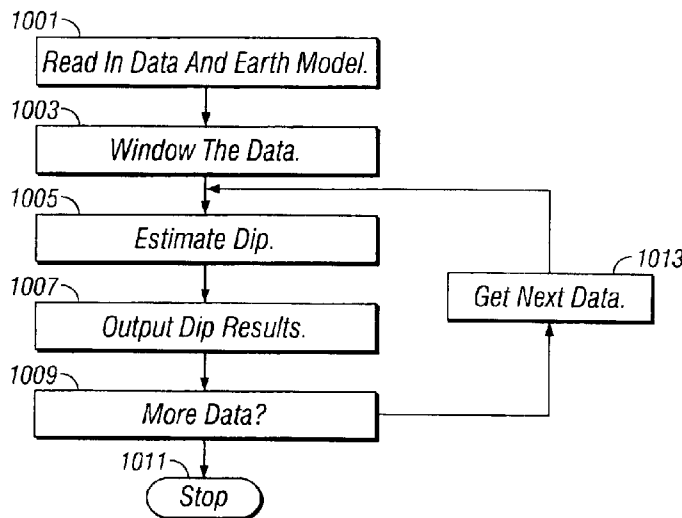 1001
Read In Data And Earth Model.
1003
Window The Data.
1005
Estimate Dip.
1013
Get Next Data.
1007
Output Dip Results.
1009
More Data?
1011
Stop